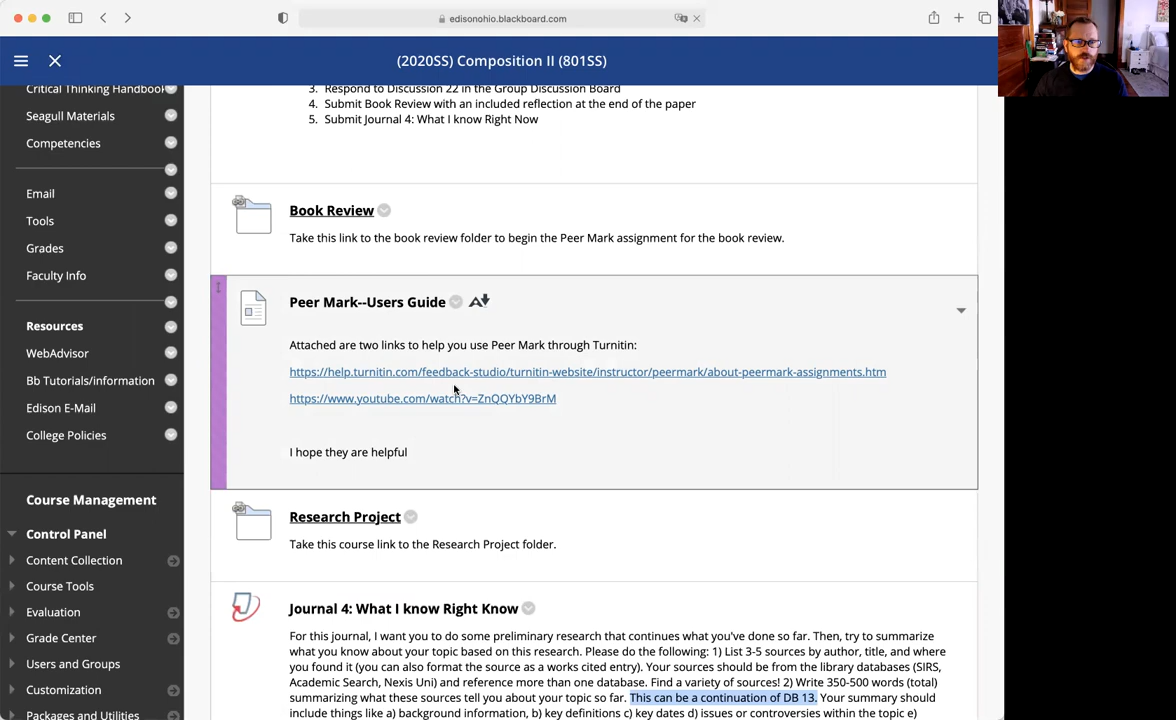 edisonohio.blackboard.com
(2020SS) Composition II (801SS)
Critical Thinking Handbook
Seagull Materials
Competencies
Email
Tools
Grades
Faculty Info
Resources
WebAdvisor
Bb Tutorials/information
Edison E-Mail
College Policies
Course Management
Control Panel
Content Collection
Course Tools
Evaluation
Grade Center
Users and Groups
Customization
Packages and Utilities
3. Respond to Discussion 22 in the Group Discussion Board
4. Submit Book Review with an included reflection at the end of the paper
5. Submit Journal 4: What I know Right Now
Book Review
Take this link to the book review folder to begin the Peer Mark assignment for the book review.
Peer Mark--Users Guide
Attached are two links to help you use Peer Mark through Turnitin:
https://help.turnitin.com/feedback-studio/turnitin-website/instructor/peermark/about-peermark-assignments.htm
https://www.youtube.com/watch?v=ZnQQYbY9BrM
I hope they are helpful
Research Project
Take this course link to the Research Project folder.
Journal 4: What I know Right Know
For this journal, I want you to do some preliminary research that continues what you've done so far. Then, try to summarize
what you know about your topic based on this research. Please do the following: 1) List 3-5 sources by author, title, and where
you found it (you can also format the source as a works cited entry). Your sources should be from the library databases (SIRS,
Academic Search, Nexis Uni) and reference more than one database. Find a variety of sources! 2) Write 350-500 words (total)
summarizing what these sources tell you about your topic so far. This can be a continuation of DB 13. Your summary should
include things like a) background information, b) key definitions c) key dates d) issues or controversies within the topic e)